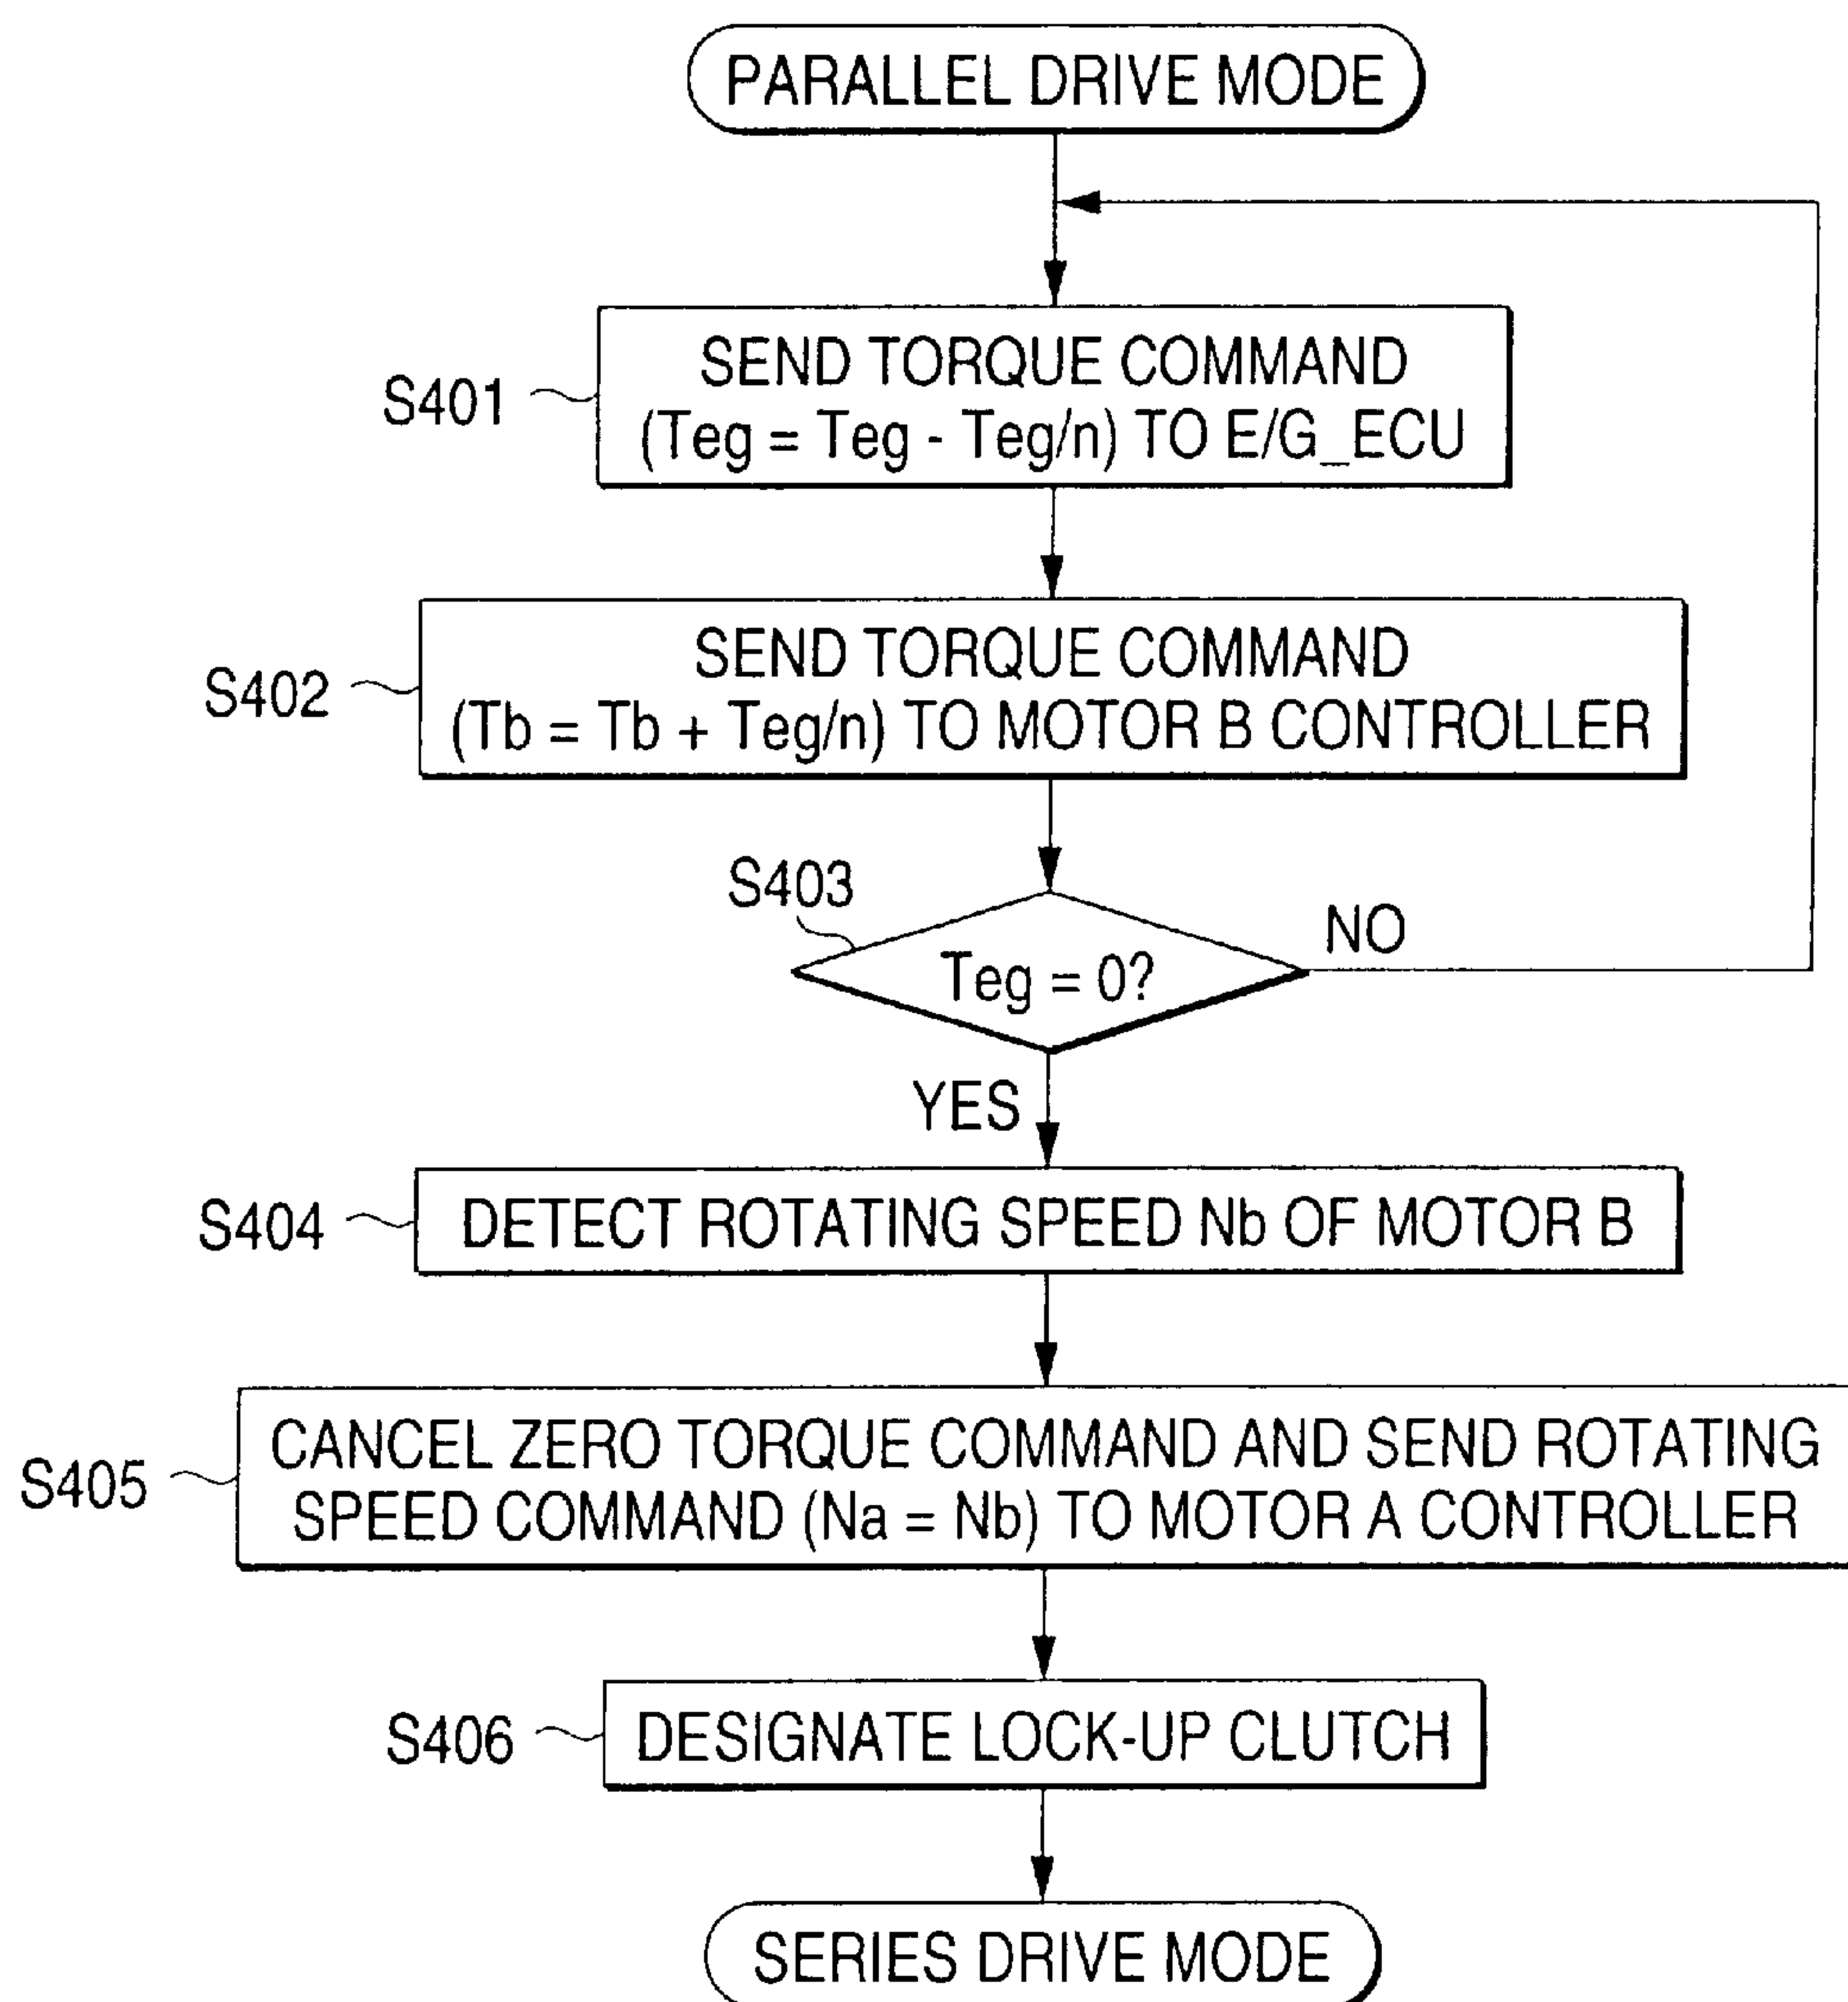 PARALLEL DRIVE MODE
S401
SEND TORQUE COMMAND
(Teg = Teg - Teg/n) TO E/G_ECU
S402
SEND TORQUE COMMAND
(Tb = Tb + Teg/n) TO MOTOR B CONTROLLER
S403
Teg = 0?
NO
YES
S404
DETECT ROTATING SPEED Nb OF MOTOR B
S405
CANCEL ZERO TORQUE COMMAND AND SEND ROTATING
SPEED COMMAND (Na = Nb) TO MOTOR A CONTROLLER
S406
DESIGNATE LOCK-UP CLUTCH
SERIES DRIVE MODE